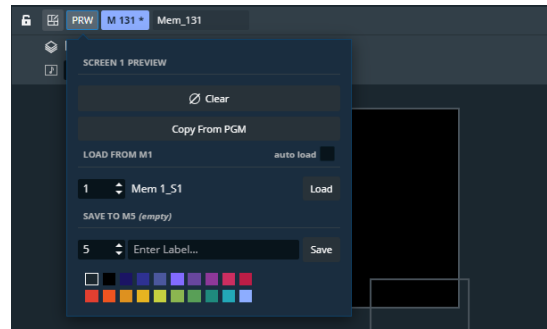 PRW M 131 * Mem_131
SCREEN 1 PREVIEW
Clear
Copy From PGM
LOAD FROM M1 auto load
1 Mem 1_S1 Load
SAVE TO M5 (empty)
5 Enter Label... Save